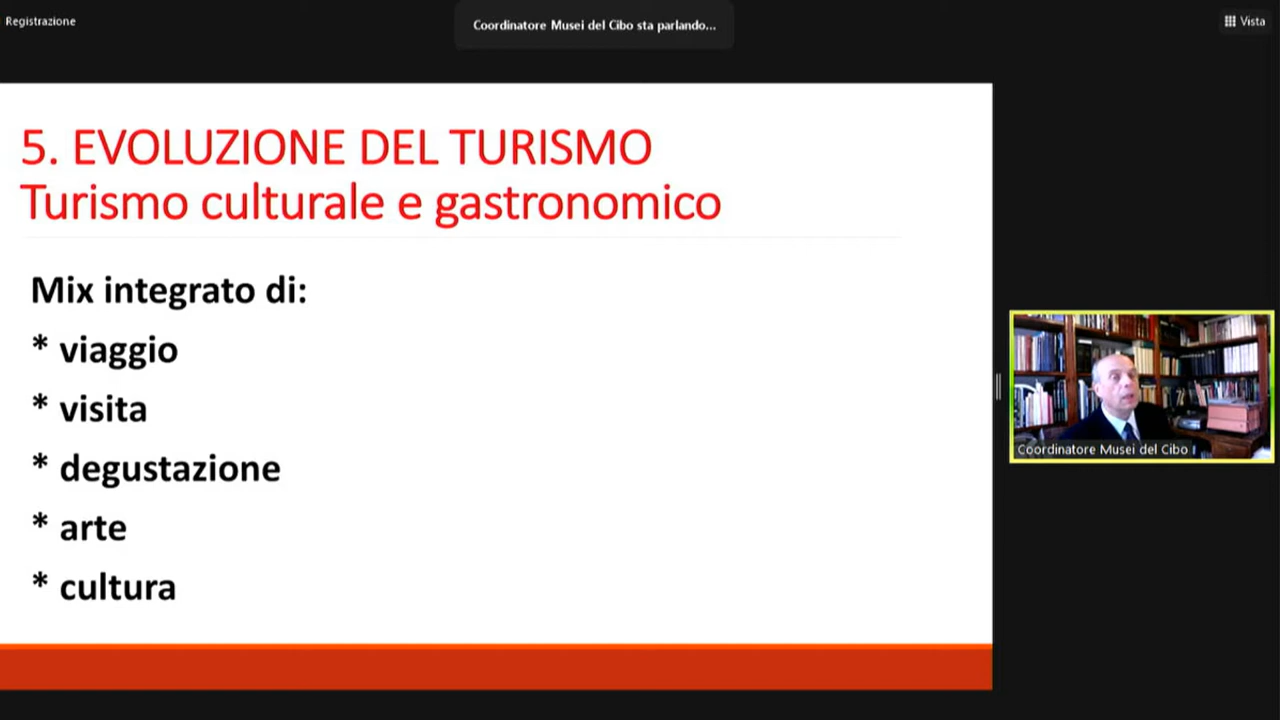 Registrazione
Coordinatore Musei del Cibo sta parlando...
Vista
5. EVOLUZIONE DEL TURISMO
Turismo culturale e gastronomico
Mix integrato di:
* viaggio
* visita
* degustazione
* arte
* cultura
Coordinatore Musei del Cibo